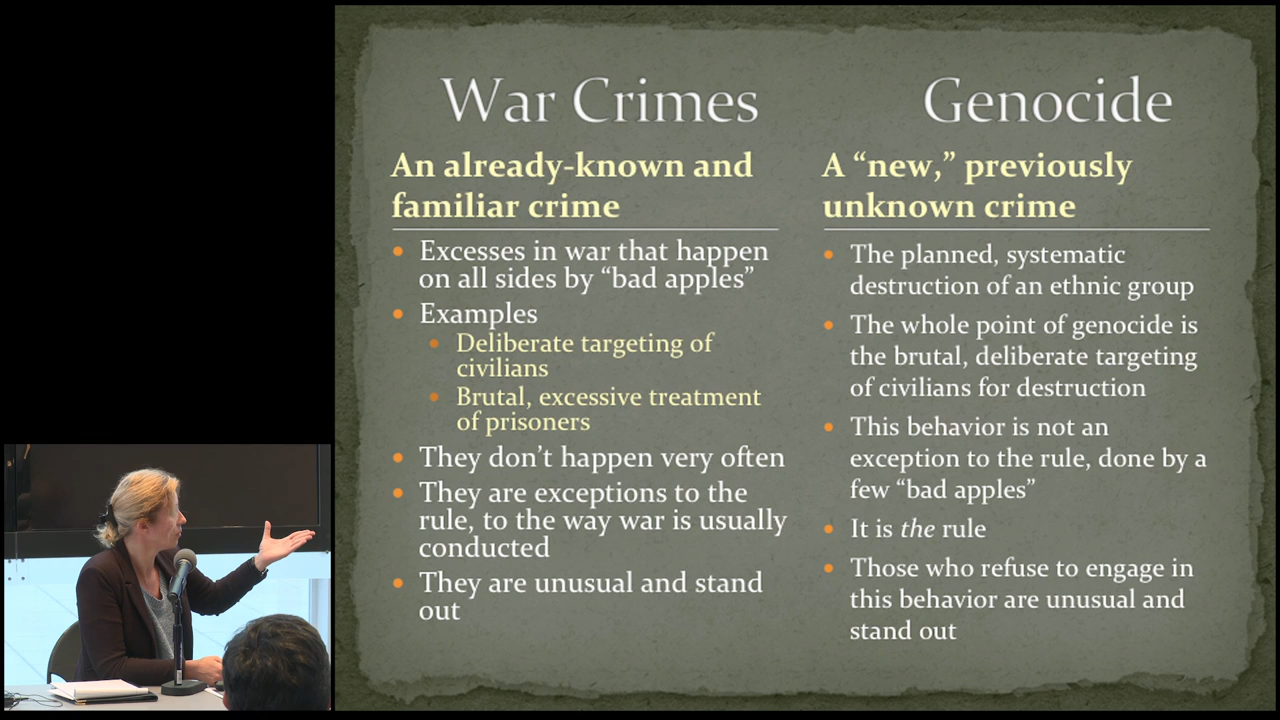 War Crimes
An already-known and
familiar crime
• Excesses in war that happen
on all sides by “bad apples”
• Examples
• Deliberate targeting of
civilians
• Brutal, excessive treatment
of prisoners
• They don’t happen very often
• They are exceptions to the
rule, to the way war is usually
conducted
• They are unusual and stand
out
Genocide
A “new,” previously
unknown crime
• The planned, systematic
destruction of an ethnic group
• The whole point of genocide is
the brutal, deliberate targeting
of civilians for destruction
• This behavior is not an
exception to the rule, done by a
few “bad apples”
• It is the rule
• Those who refuse to engage in
this behavior are unusual and
stand out